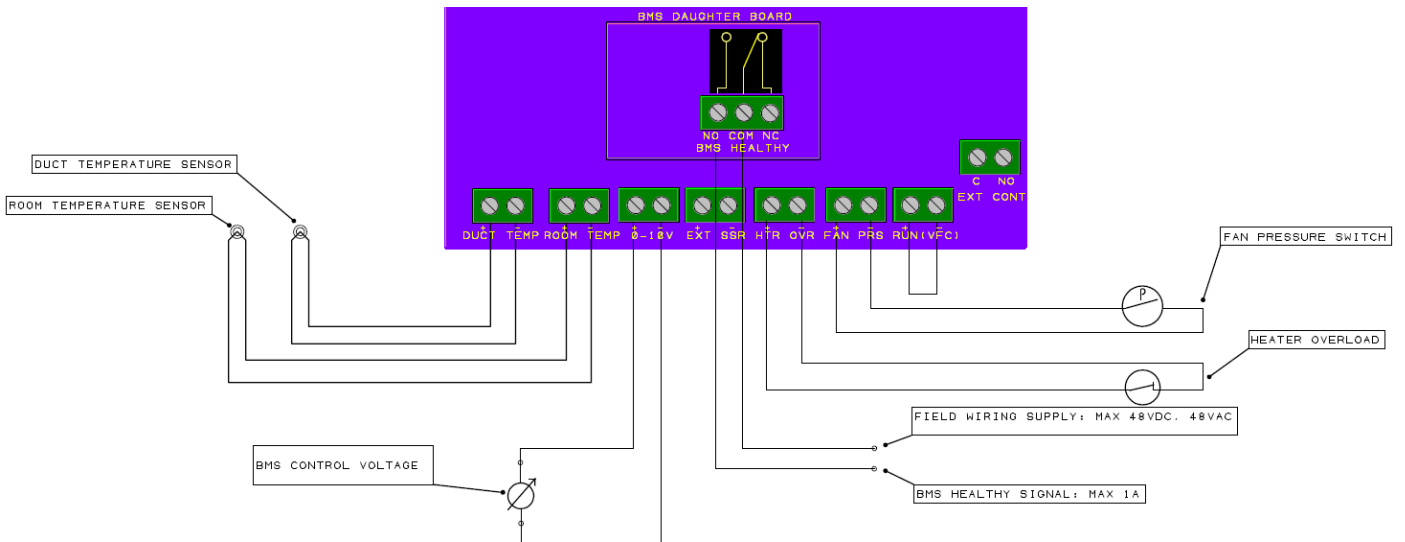 BMS DAUGHTER BOARD
NO COM NC
BMS HEALTHY
C NO
EXT CONT
DUCT TEMPERATURE SENSOR
ROOM TEMPERATURE SENSOR
+ - + - + - + - + - + - + -
DUCT TEMP ROOM TEMP 0-10V EXT SSR HTR OVR FAN PRS RUN(VFC)
FAN PRESSURE SWITCH
P
HEATER OVERLOAD
FIELD WIRING SUPPLY: MAX 48VDC. 48VAC
BMS CONTROL VOLTAGE
BMS HEALTHY SIGNAL: MAX 1A